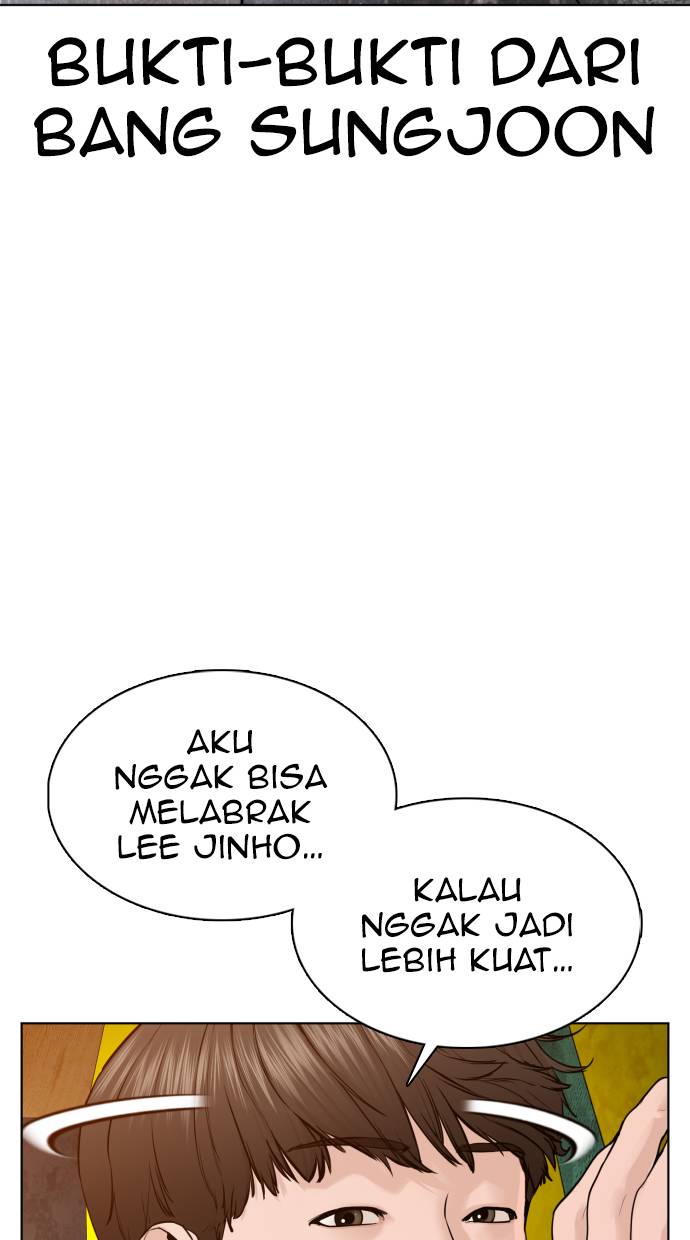 BUKTI-BUKTI DARI
BANG SUNGJOON
AKU
NGGAK BISA
MELABRAK
LEE JINHO...
KALAU
NGGAK JADI
LEBIH KUAT...